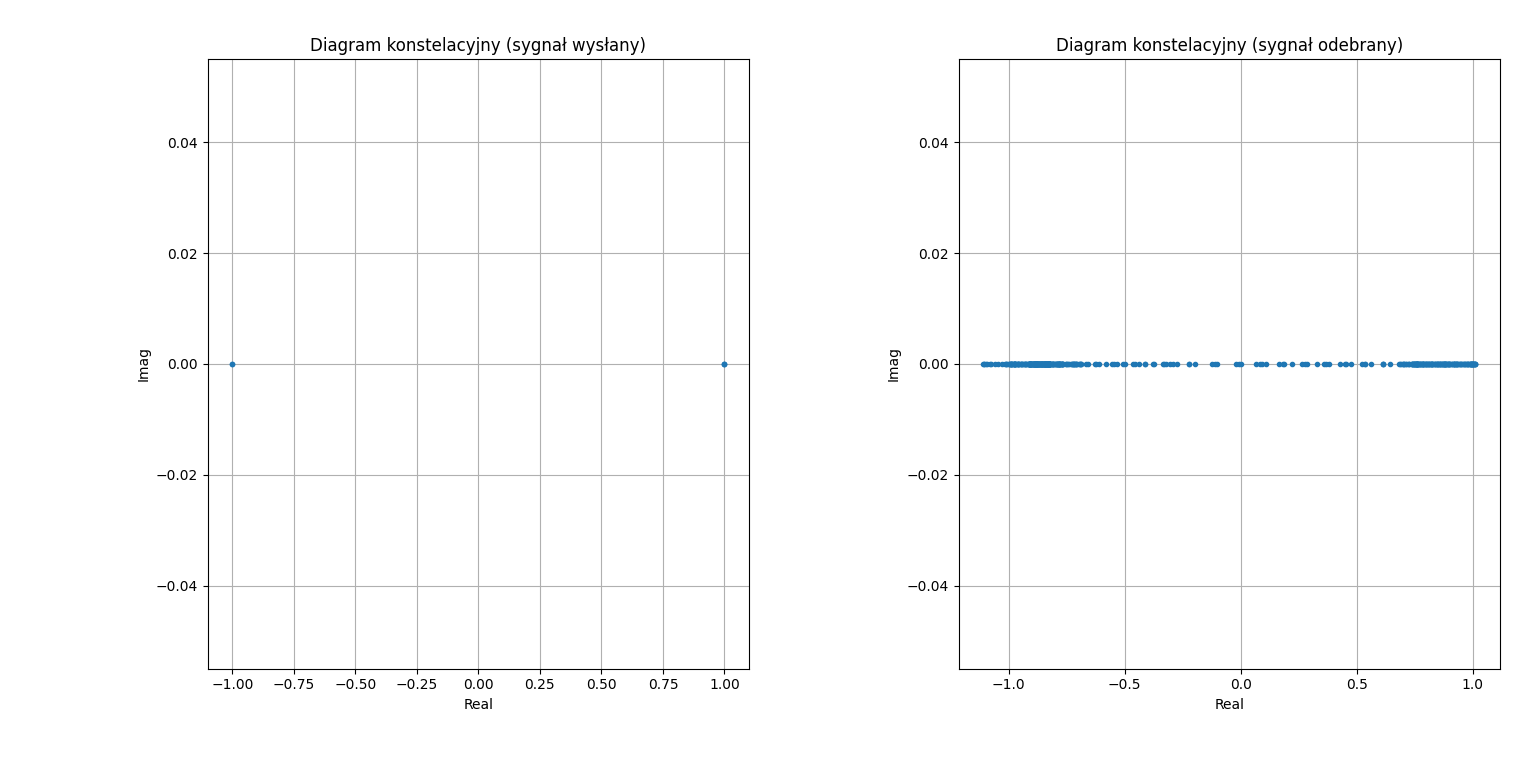 Diagram konstelacyjny (sygnał wysłany)
0.04
0.02
0.00
−0.02
−0.04
Imag
−1.00 −0.75 −0.50 −0.25 0.00 0.25 0.50 0.75 1.00
Real
Diagram konstelacyjny (sygnał odebrany)
0.04
0.02
0.00
−0.02
−0.04
Imag
−1.0 −0.5 0.0 0.5 1.0
Real